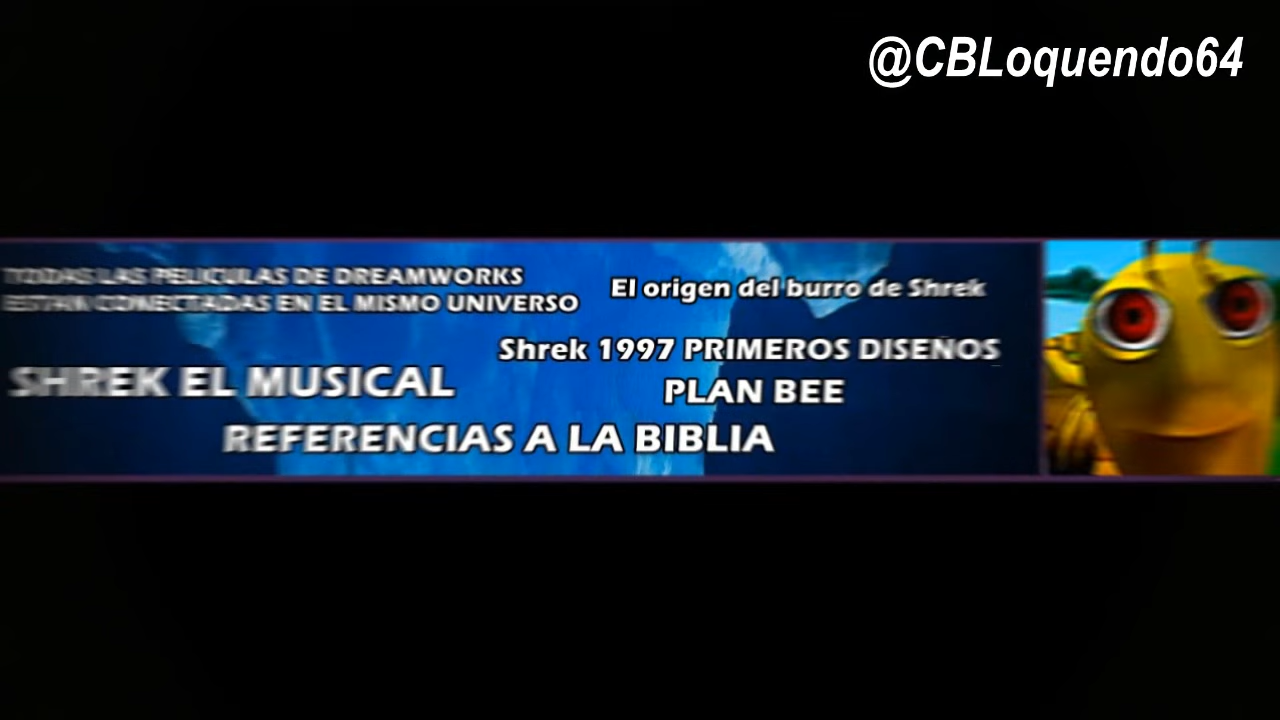 @CBLoquendo64
TODAS LAS PELICULAS DE DREAMWORKS
ESTAN CONECTADAS EN EL MISMO UNIVERSO
El origen del burro de Shrek
Shrek 1997 PRIMEROS DISEÑOS
SHREK EL MUSICAL
PLAN BEE
REFERENCIAS A LA BIBLIA